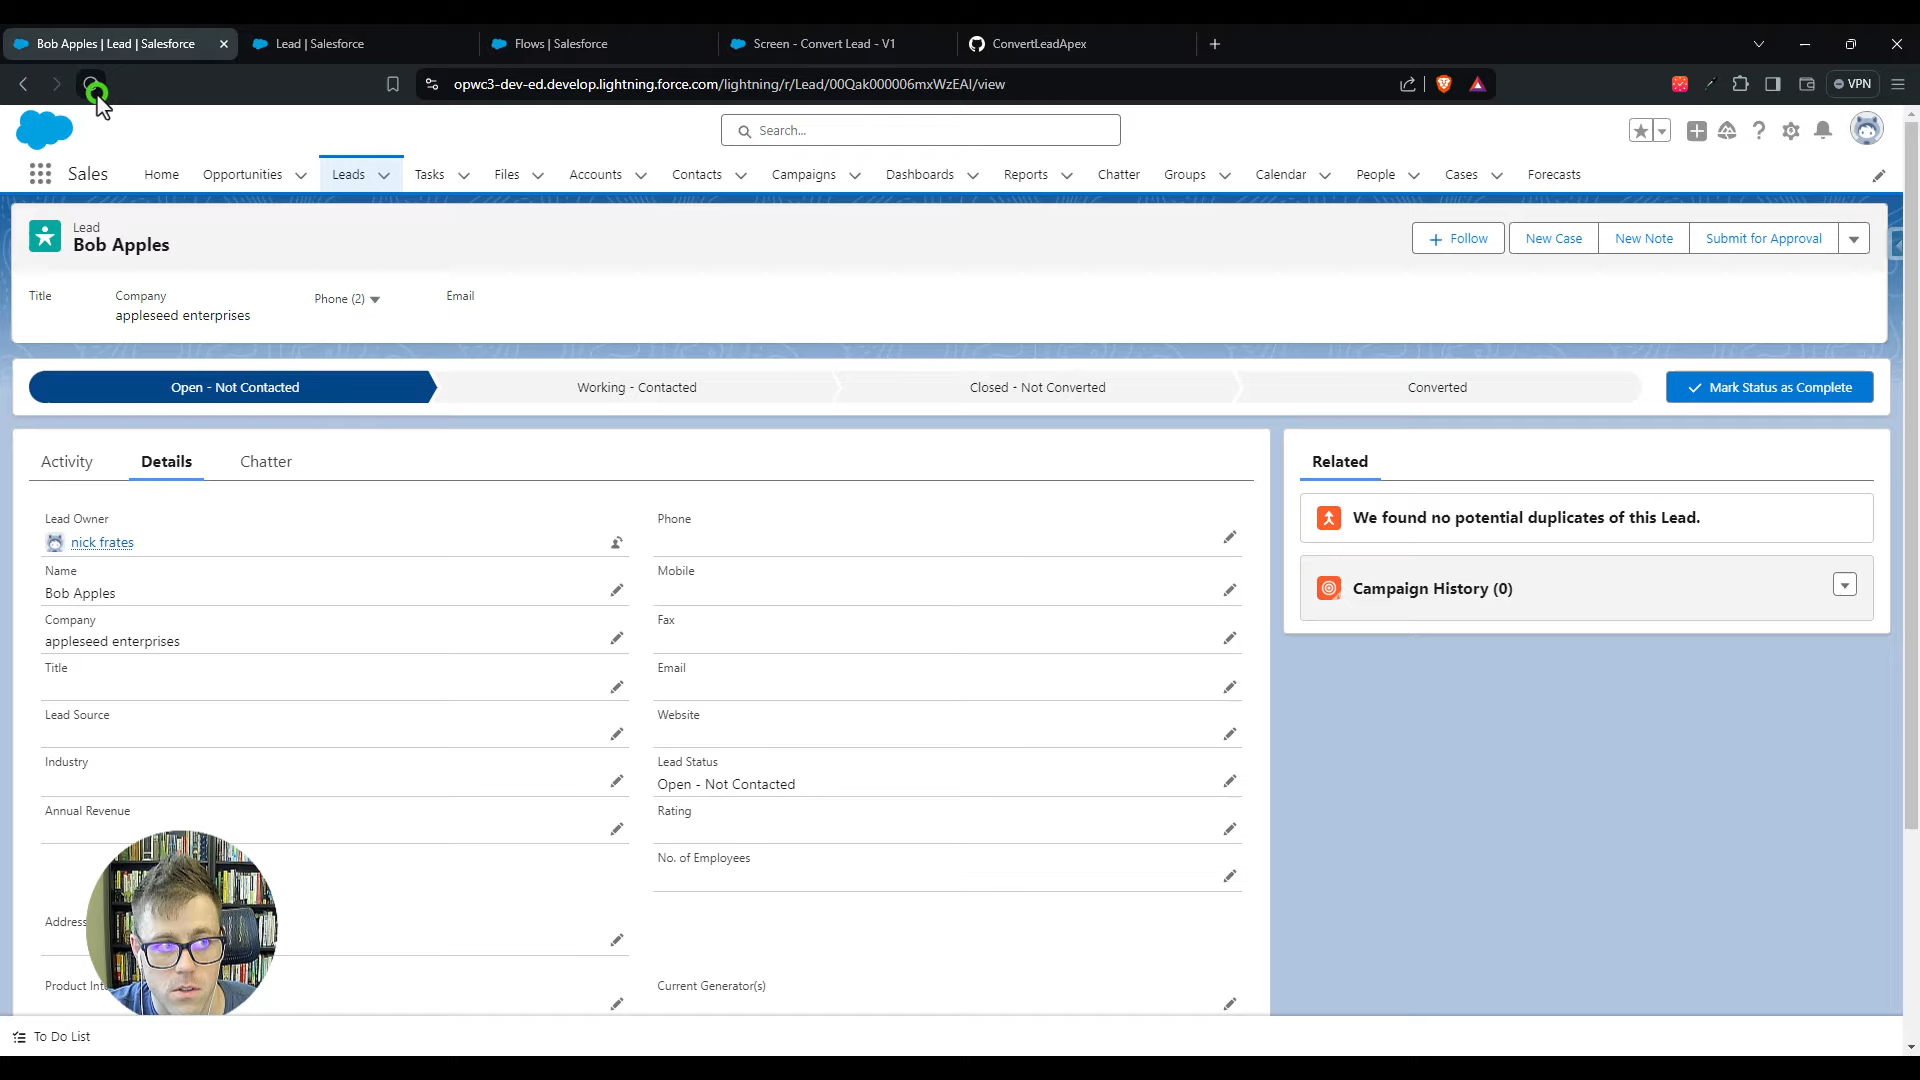 Bob Apples | Lead | Salesforce
Lead | Salesforce
Flows | Salesforce
Screen - Convert Lead - V1
ConvertLeadApex
opwc3-dev-ed.develop.lightning.force.com/lightning/r/Lead/00Qak000006mxWzEAI/view
VPN
Search...
Sales
Home
Opportunities
Leads
Tasks
Files
Accounts
Contacts
Campaigns
Dashboards
Reports
Chatter
Groups
Calendar
People
Cases
Forecasts
Lead
Bob Apples
Follow
New Case
New Note
Submit for Approval
Title
Company
Phone (2)
Email
appleseed enterprises
Open - Not Contacted
Working - Contacted
Closed - Not Converted
Converted
Mark Status as Complete
Activity
Details
Chatter
Related
Lead Owner
nick frates
Phone
Name
Bob Apples
Mobile
Company
appleseed enterprises
Fax
Title
Email
Lead Source
Website
Industry
Lead Status
Open - Not Contacted
Annual Revenue
Rating
No. of Employees
Address
Product
Current Generator(s)
We found no potential duplicates of this Lead.
Campaign History (0)
To Do List